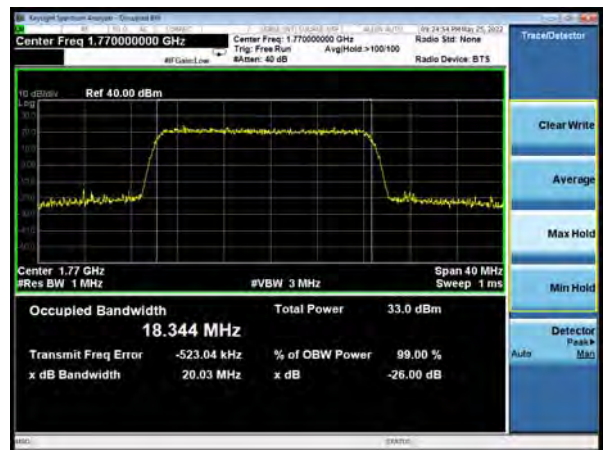 Keysight Spectrum Analyzer - Occupied BW
Center Freq 1.770000000 GHz
Center Freq: 1.770000000 GHz
Trig: Free Run Avg|Hold:>100/100
#IFGain:Low #Atten: 40 dB
Radio Std: None
Radio Device: BTS
Trace/Detector
10 dB/div Ref 40.00 dBm
Log
Clear Write
Average
Max Hold
Min Hold
Center 1.77 GHz Span 40 MHz
#Res BW 1 MHz #VBW 3 MHz Sweep 1 ms
Occupied Bandwidth Total Power 33.0 dBm
18.344 MHz
Transmit Freq Error -523.04 kHz % of OBW Power 99.00 %
x dB Bandwidth 20.03 MHz x dB -26.00 dB
Detector
Peak▶
Auto Man
MSG STATUS